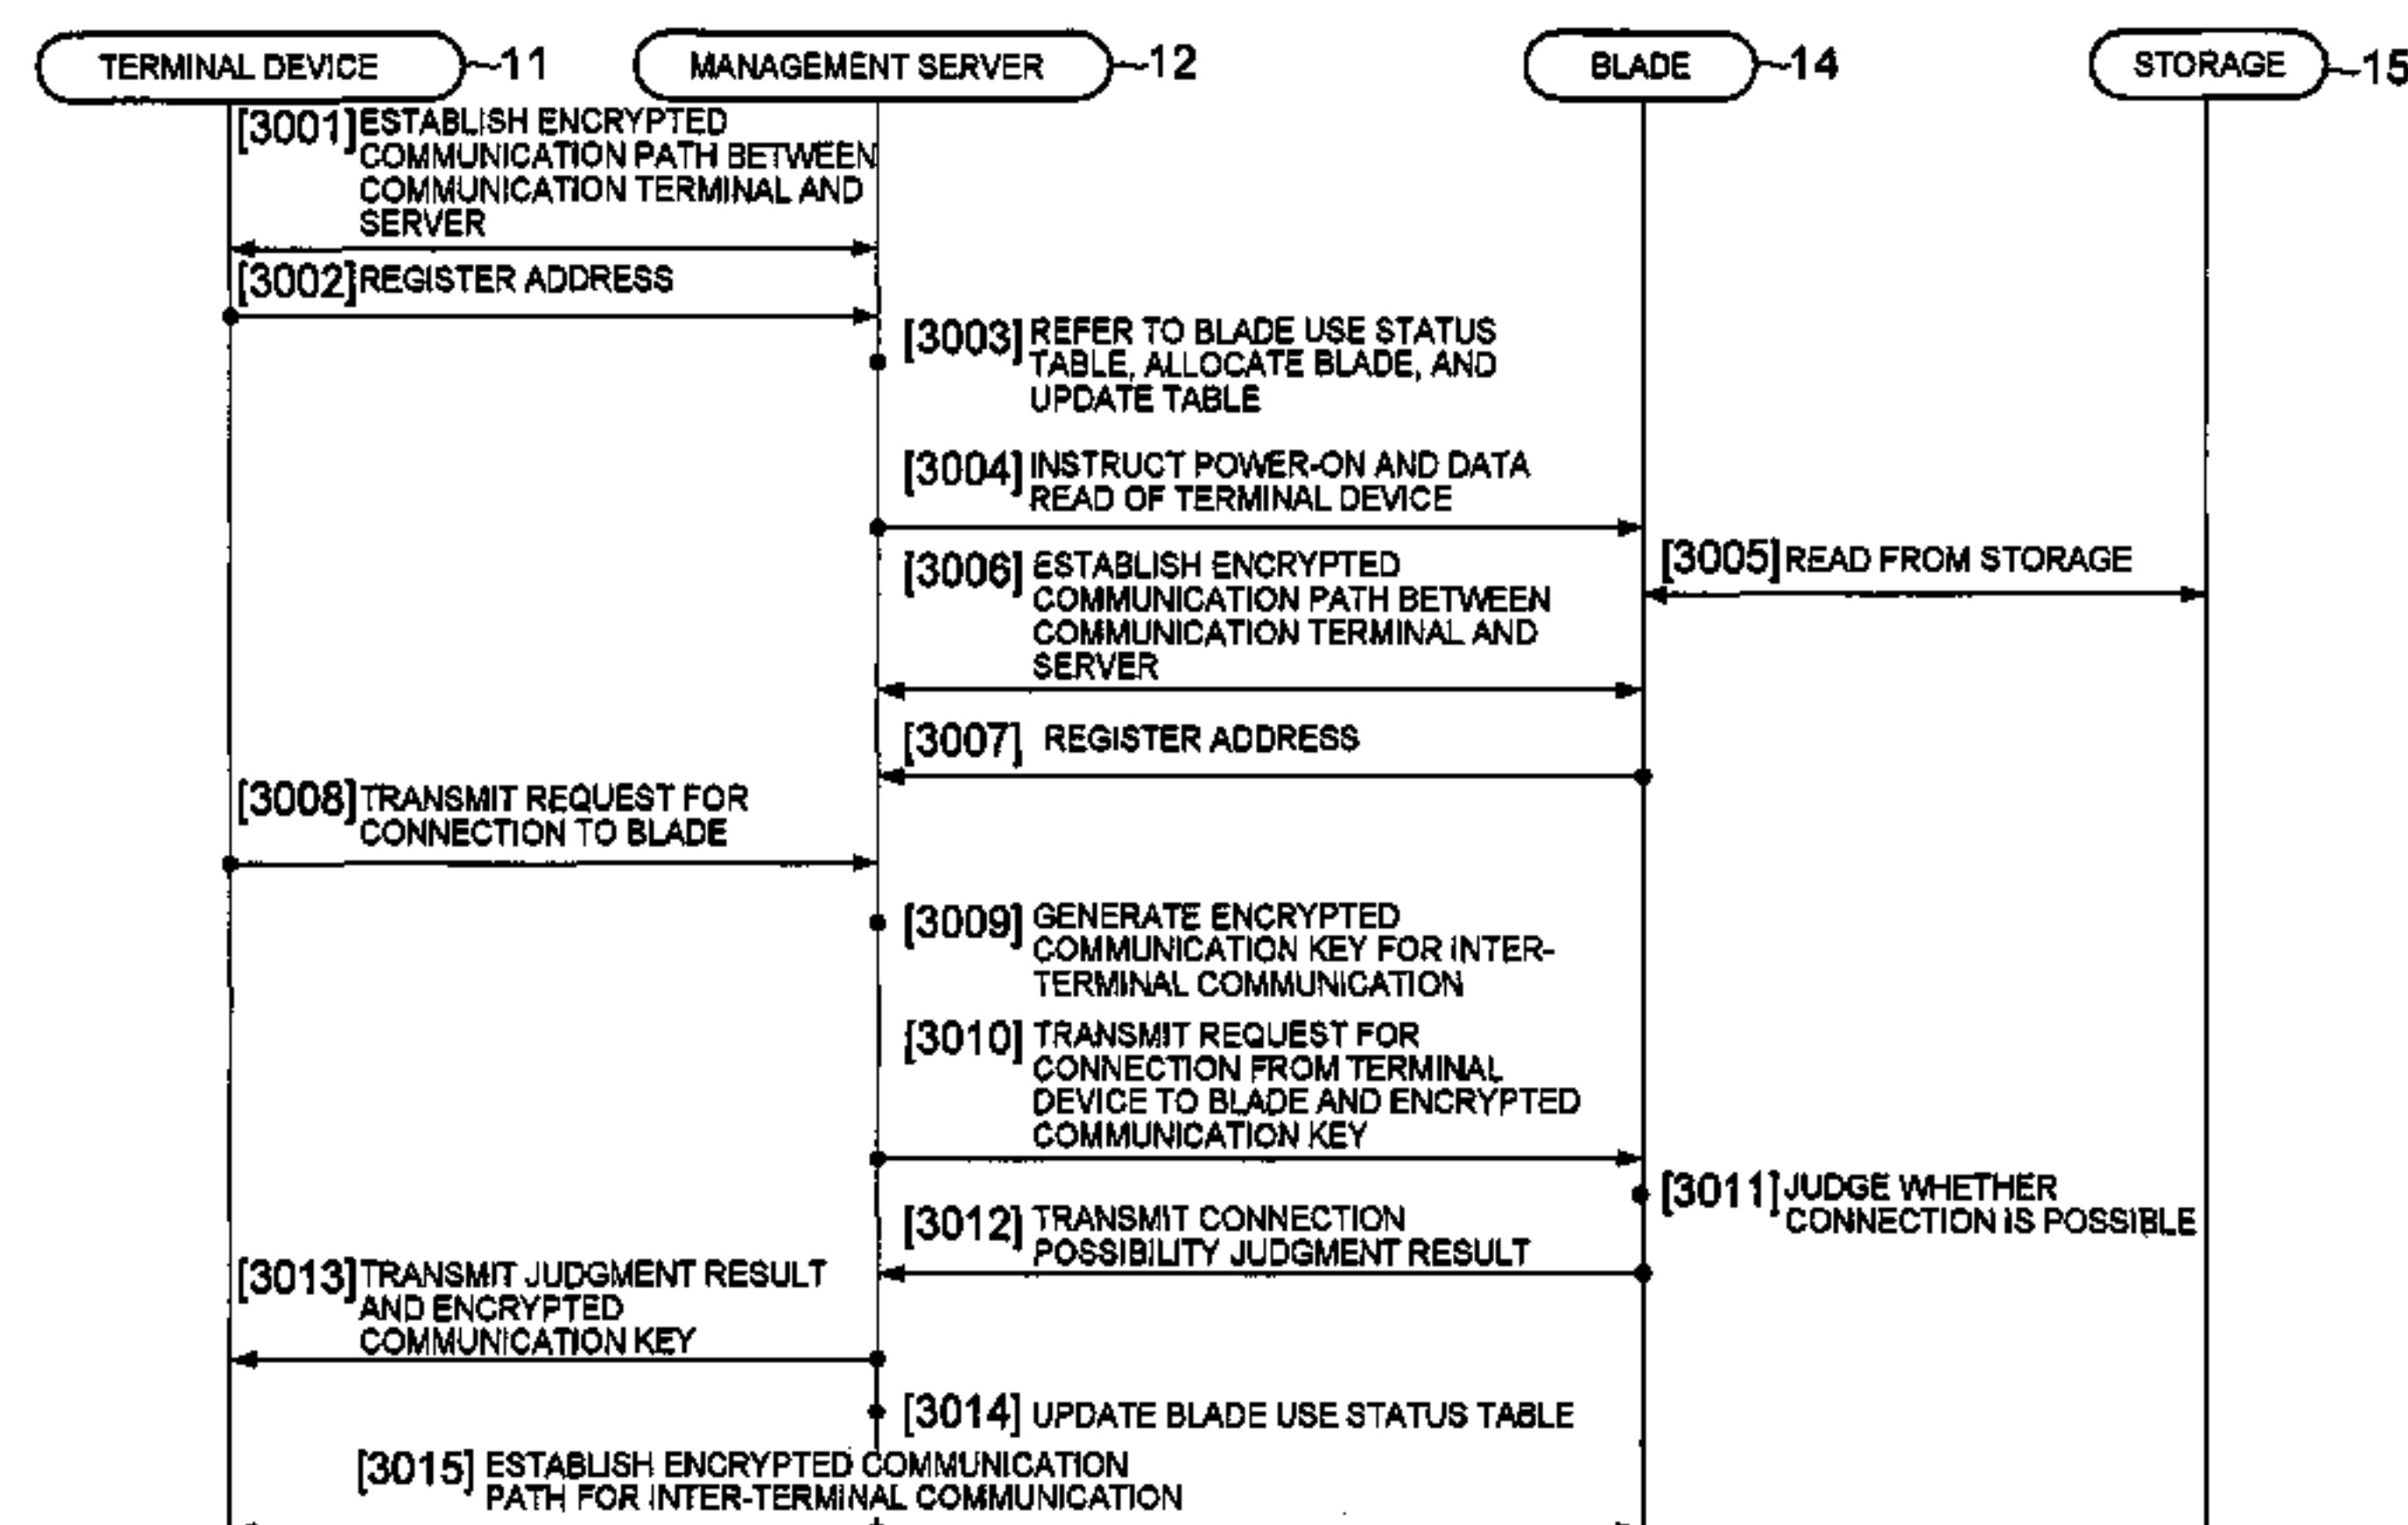 TERMINAL DEVICE ~11
MANAGEMENT SERVER ~12
BLADE ~14
STORAGE ~15
[3001] ESTABLISH ENCRYPTED
COMMUNICATION PATH BETWEEN
COMMUNICATION TERMINAL AND
SERVER
[3002] REGISTER ADDRESS
[3003] REFER TO BLADE USE STATUS
TABLE, ALLOCATE BLADE, AND
UPDATE TABLE
[3004] INSTRUCT POWER-ON AND DATA
READ OF TERMINAL DEVICE
[3005] READ FROM STORAGE
[3006] ESTABLISH ENCRYPTED
COMMUNICATION PATH BETWEEN
COMMUNICATION TERMINAL AND
SERVER
[3007] REGISTER ADDRESS
[3008] TRANSMIT REQUEST FOR
CONNECTION TO BLADE
[3009] GENERATE ENCRYPTED
COMMUNICATION KEY FOR INTER-
TERMINAL COMMUNICATION
[3010] TRANSMIT REQUEST FOR
CONNECTION FROM TERMINAL
DEVICE TO BLADE AND ENCRYPTED
COMMUNICATION KEY
[3011] JUDGE WHETHER
CONNECTION IS POSSIBLE
[3012] TRANSMIT CONNECTION
POSSIBILITY JUDGMENT RESULT
[3013] TRANSMIT JUDGMENT RESULT
AND ENCRYPTED
COMMUNICATION KEY
[3014] UPDATE BLADE USE STATUS TABLE
[3015] ESTABLISH ENCRYPTED COMMUNICATION
PATH FOR INTER-TERMINAL COMMUNICATION